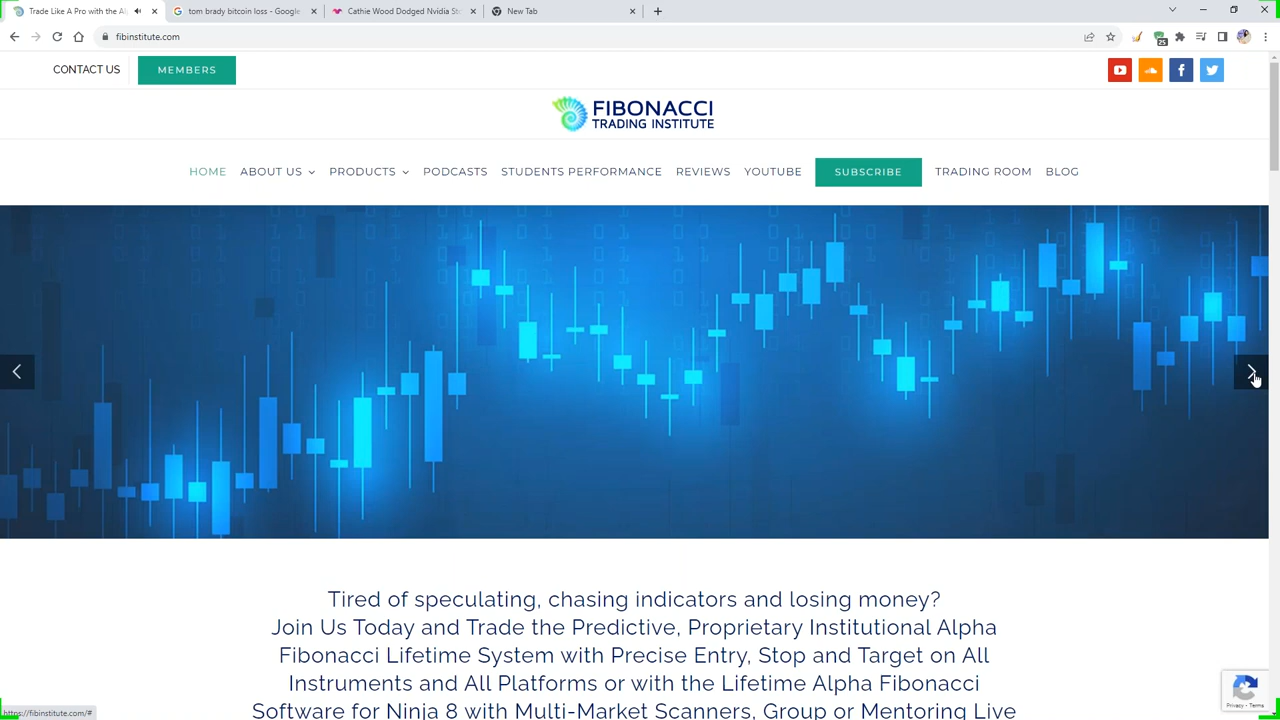 Trade Like A Pro with the Al
tom brady bitcoin loss - Google
Cathie Wood Dodged Nvidia St
New Tab
fibinstitute.com
25
CONTACT US
MEMBERS
FIBONACCI
TRADING INSTITUTE
HOME
ABOUT US
PRODUCTS
PODCASTS
STUDENTS PERFORMANCE
REVIEWS
YOUTUBE
SUBSCRIBE
TRADING ROOM
BLOG
Tired of speculating, chasing indicators and losing money?
Join Us Today and Trade the Predictive, Proprietary Institutional Alpha
Fibonacci Lifetime System with Precise Entry, Stop and Target on All
Instruments and All Platforms or with the Lifetime Alpha Fibonacci
Software for Ninja 8 with Multi-Market Scanners, Group or Mentoring Live
Privacy - Terms
https://fibinstitute.com/#